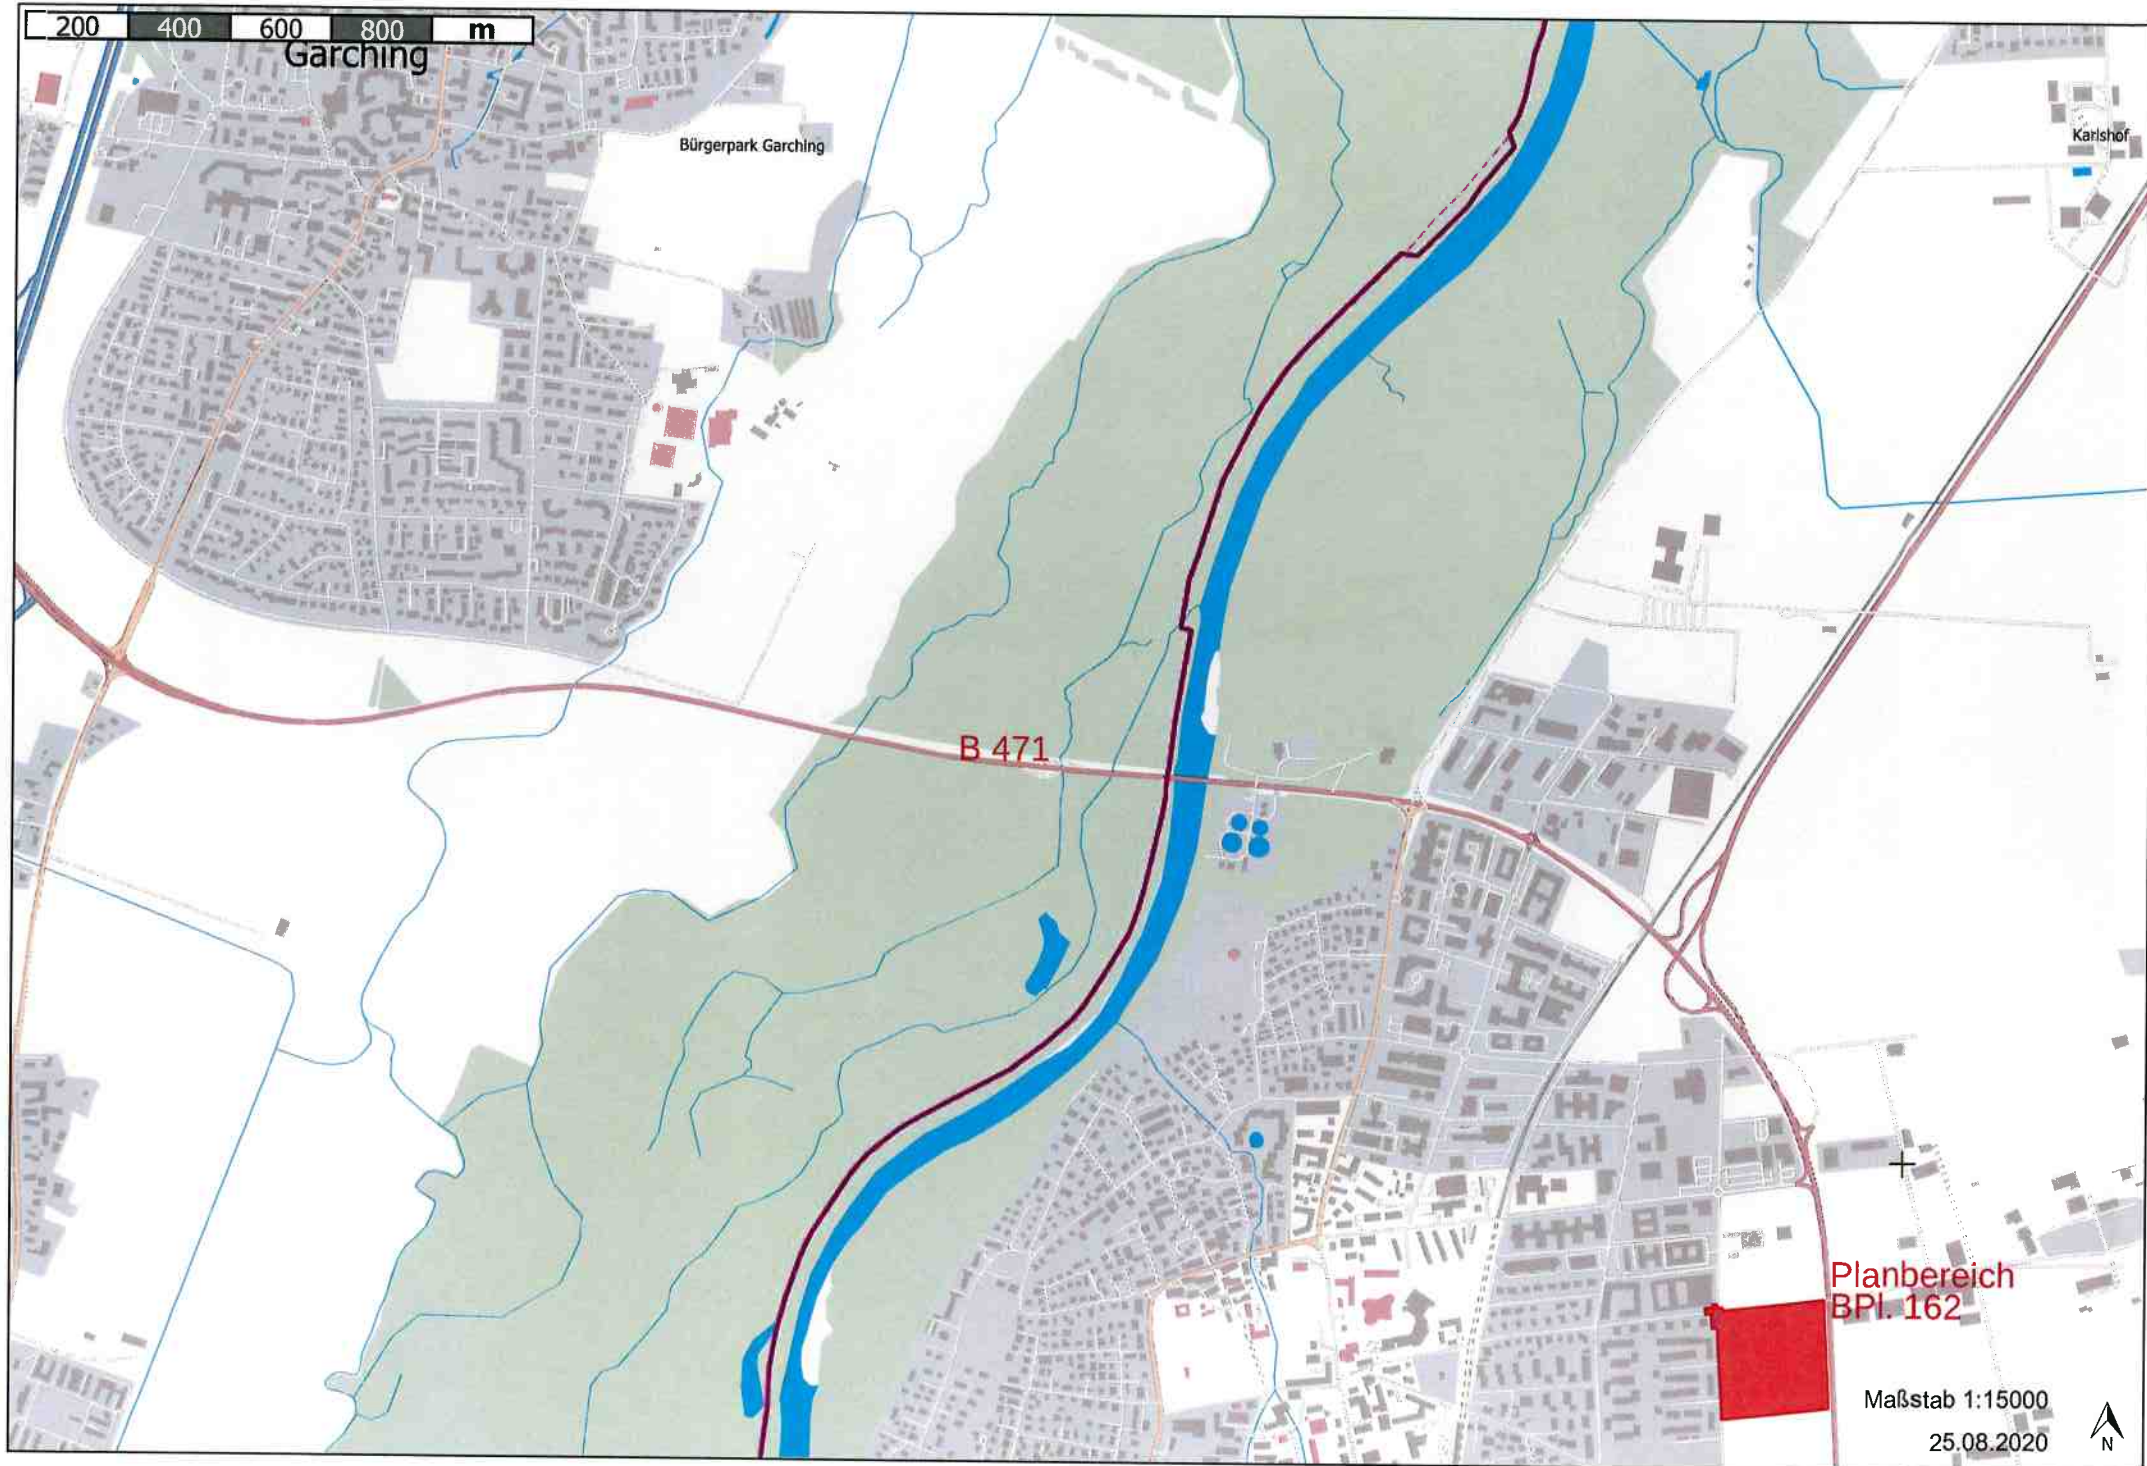 200 400 600 800 m
Garching
Bürgerpark Garching
Karlshof
B 471
Planbereich
BPl. 162
Maßstab 1:15000
25.08.2020
N